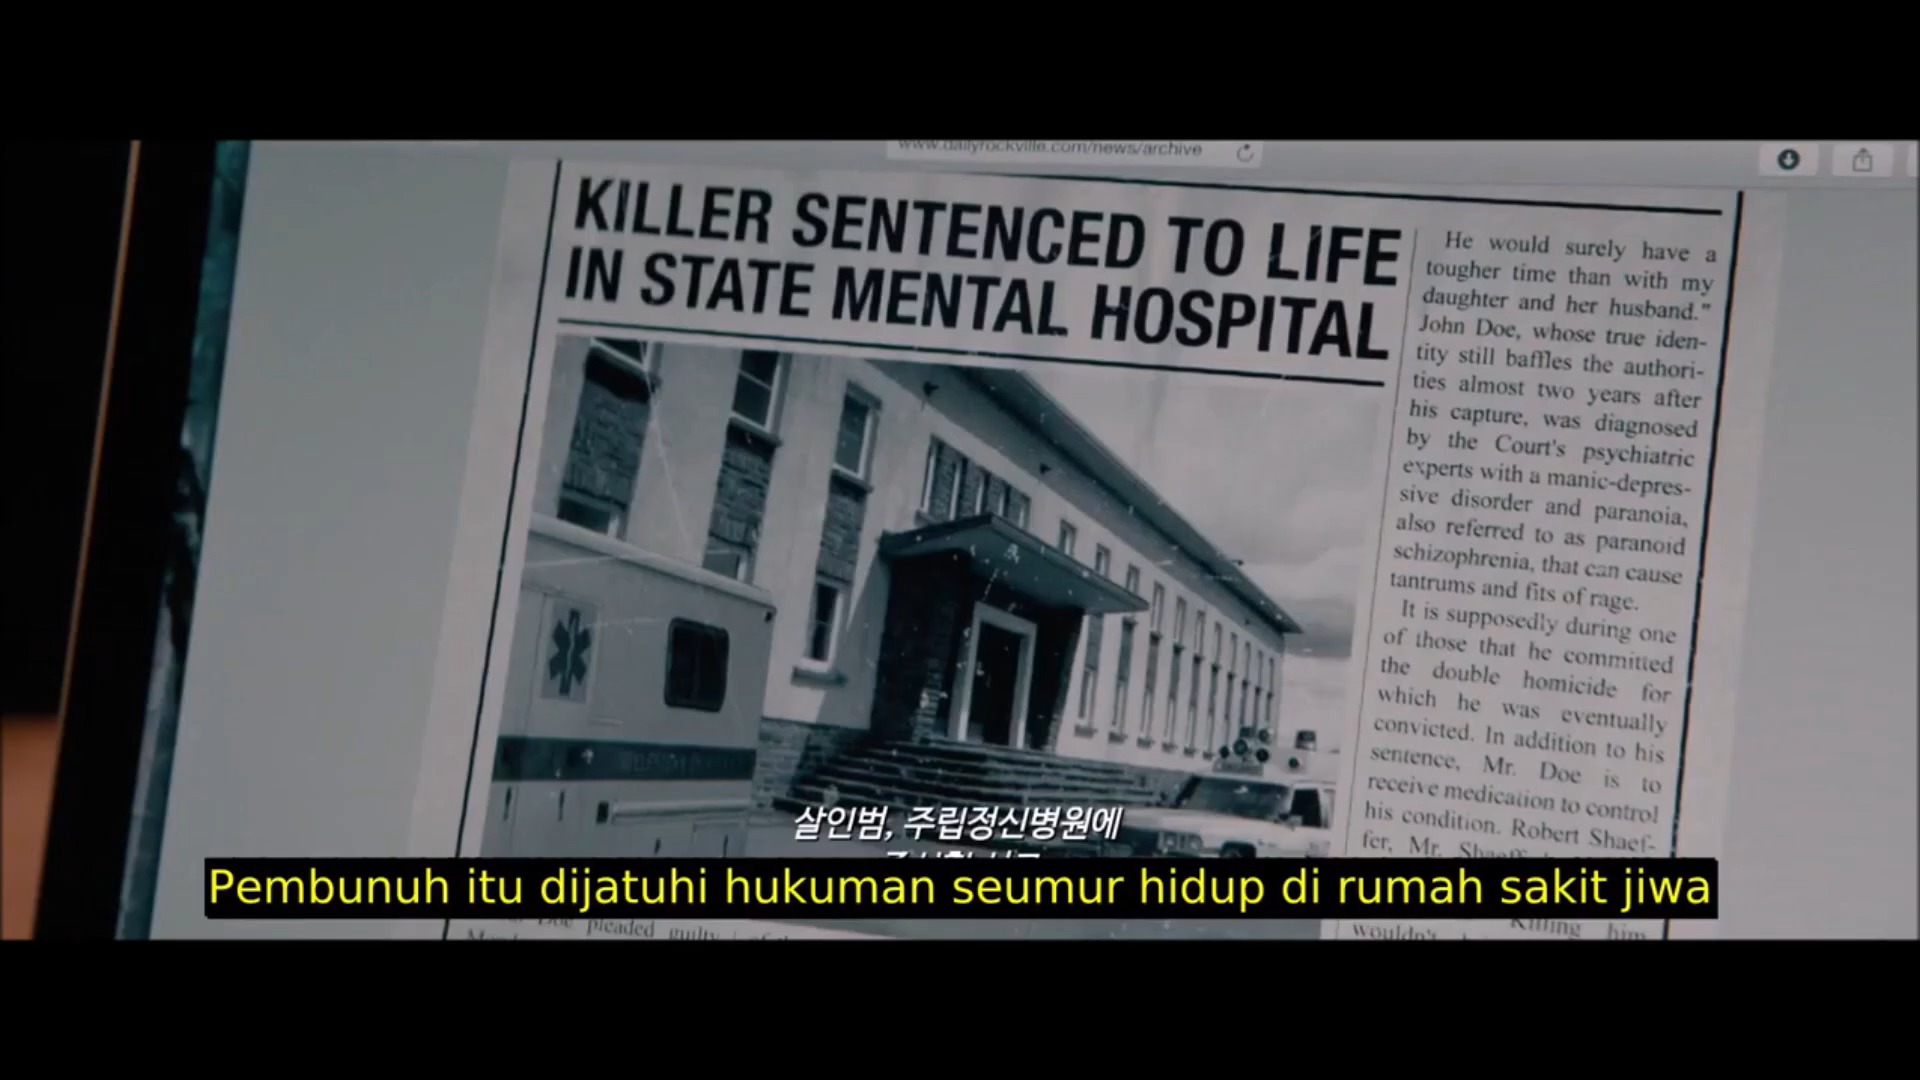 www.dailyrockville.com/news/archive
KILLER SENTENCED TO LIFE
IN STATE MENTAL HOSPITAL
He would surely have a
tougher time than with my
daughter and her husband."
John Doe, whose true iden-
tity still baffles the authori-
ties almost two years after
his capture, was diagnosed
by the Court's psychiatric
experts with a manic-depres-
sive disorder and paranoia,
also referred to as paranoid
schizophrenia, that can cause
tantrums and fits of rage.
It is supposedly during one
of those that he committed
the double homicide for
which he was eventually
convicted. In addition to his
sentence, Mr. Doe is to
receive medication to control
his condition. Robert Shaef-
fer, Mr.
Killing him
wouldn't
Doe pleaded guilty
살인범, 주립정신병원에
Pembunuh itu dijatuhi hukuman seumur hidup di rumah sakit jiwa